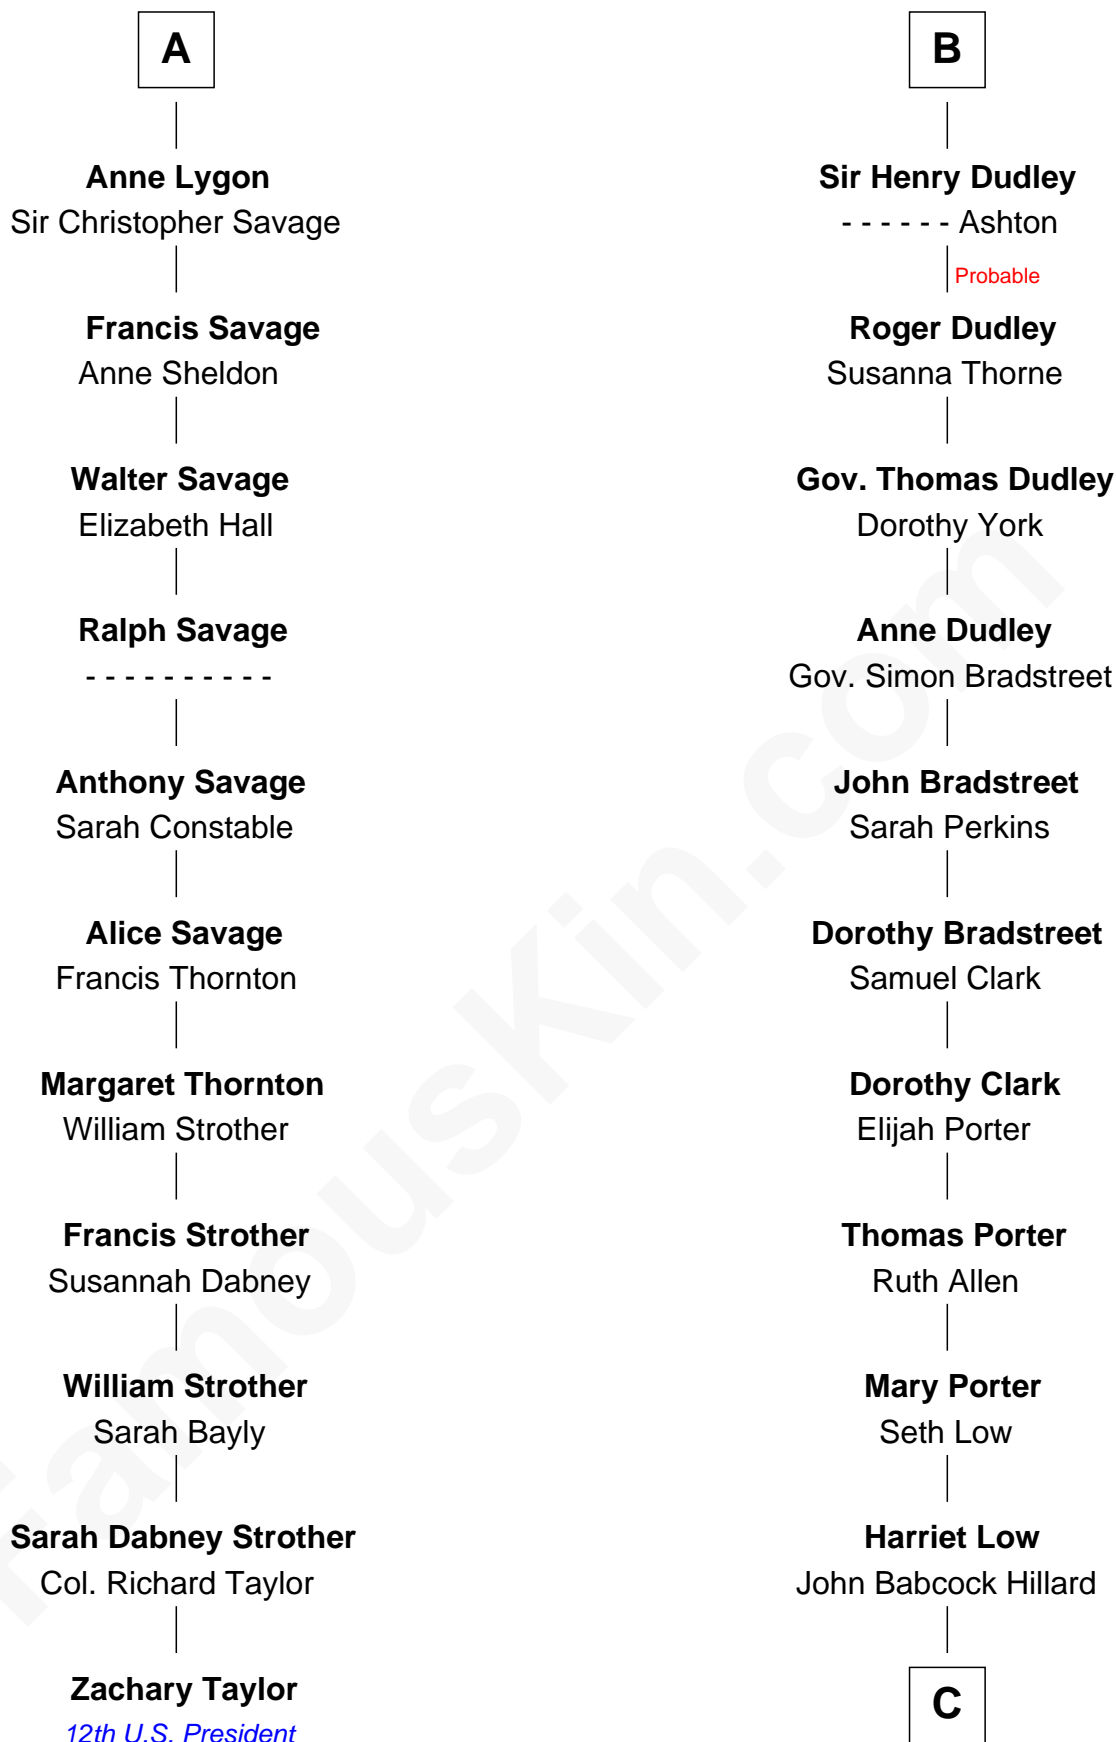 A
Anne Lygon
Sir Christopher Savage
Francis Savage
Anne Sheldon
Walter Savage
Elizabeth Hall
Ralph Savage
- - - - - - - - - -
Anthony Savage
Sarah Constable
Alice Savage
Francis Thornton
Margaret Thornton
William Strother
Francis Strother
Susannah Dabney
William Strother
Sarah Bayly
Sarah Dabney Strother
Col. Richard Taylor
Zachary Taylor
12th U.S. President
B
Sir Henry Dudley
- - - - - - Ashton
Probable
Roger Dudley
Susanna Thorne
Gov. Thomas Dudley
Dorothy York
Anne Dudley
Gov. Simon Bradstreet
John Bradstreet
Sarah Perkins
Dorothy Bradstreet
Samuel Clark
Dorothy Clark
Elijah Porter
Thomas Porter
Ruth Allen
Mary Porter
Seth Low
Harriet Low
John Babcock Hillard
C
FamousKin.com